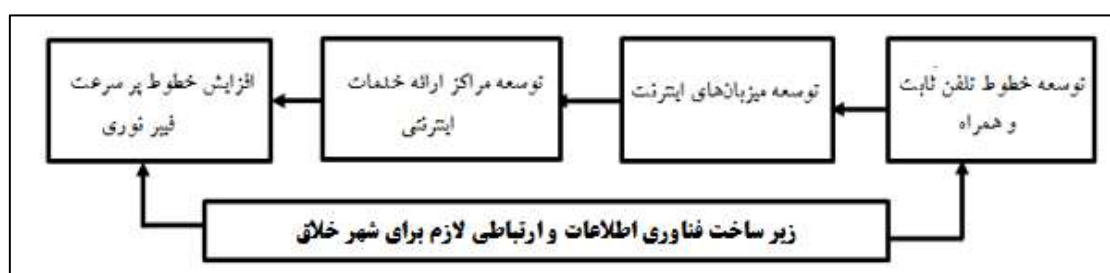 توسعه خطوط تلفن ثابت
و همراه
توسعه میزبان‌های اینترنت
توسعه مراکز ارائه خدمات
اینترنتی
افزایش خطوط پر سرعت
فیبر نوری
زیر ساخت فناوری اطلاعات و ارتباطی لازم برای شهر خلاق